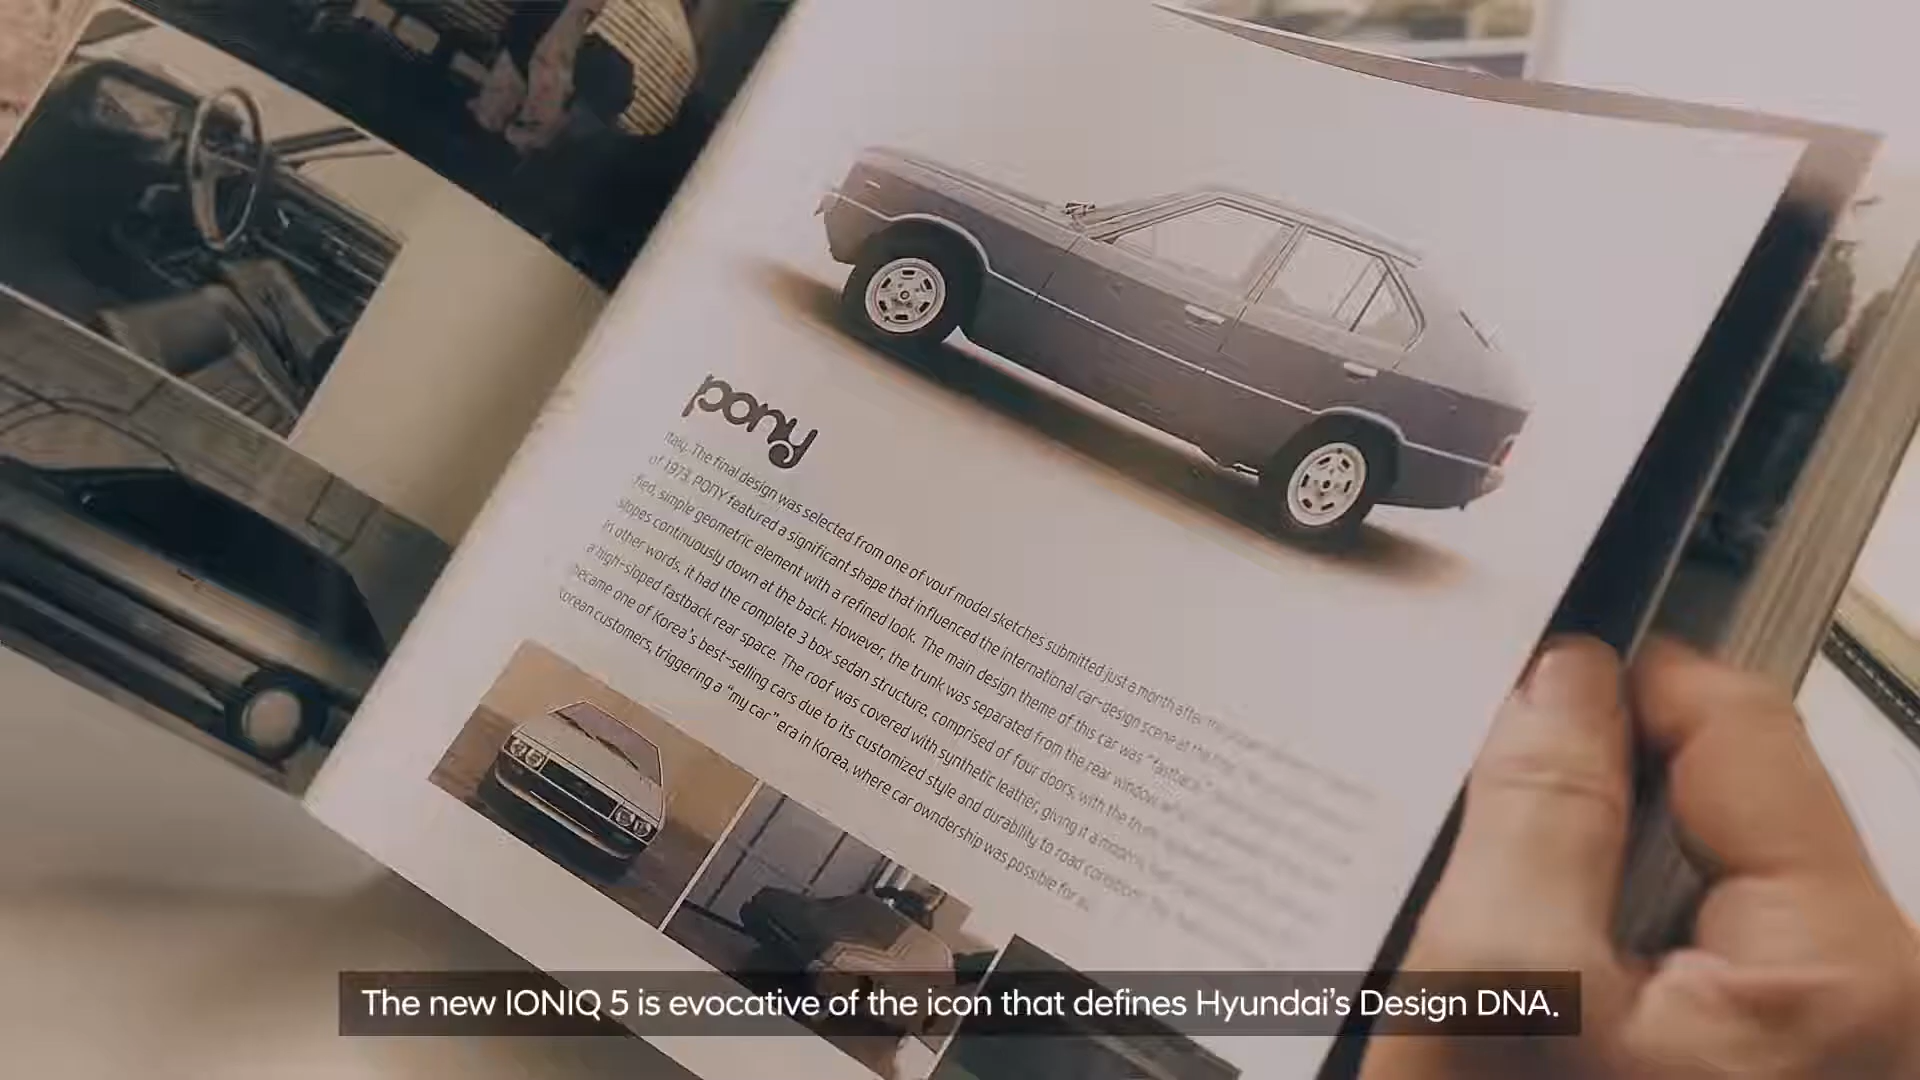 pony
Italy. The final design was selected from one of vouf model sketches submitted just a month after the
of 1973. PONY featured a significant shape that influenced the international car-design scene at the
fied, simple geometric element with a refined look. The main design theme of this car was "fastback"
slopes continuously down at the back. However, the trunk was separated from the rear window
in other words, it had the complete 3 box sedan structure, comprised of four doors, with the
a high-sloped fastback rear space. The roof was covered with synthetic leather, giving it a modern
became one of Korea's best-selling cars due to its customized style and durability to road conditions.
Korean customers, triggering a "my car" era in Korea, where car owndership was possible for
The new IONIQ 5 is evocative of the icon that defines Hyundai's Design DNA.